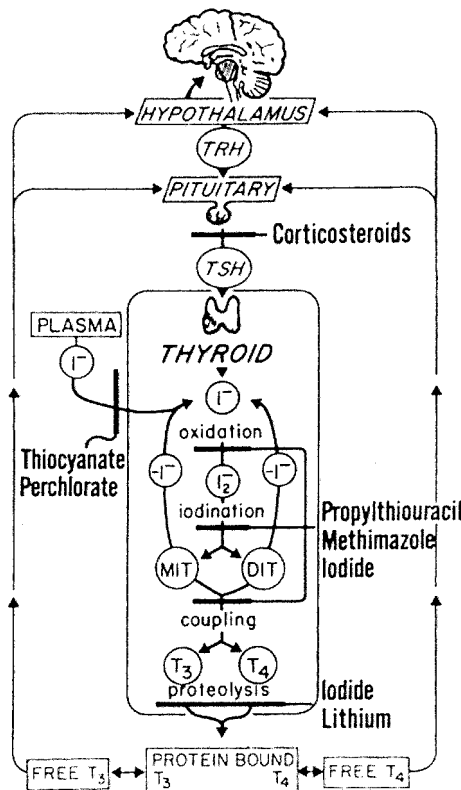 HYPOTHALAMUS
TRH
PITUITARY
Corticosteroids
TSH
PLASMA
I⁻
THYROID
I⁻
Thiocyanate
Perchlorate
oxidation
-I⁻
I₂⁻
-I⁻
iodination
Propylthiouracil
Methimazole
Iodide
MIT
DIT
coupling
T₃
T₄
proteolysis
Iodide
Lithium
FREE T₃
PROTEIN BOUND
T₃ T₄
FREE T₄